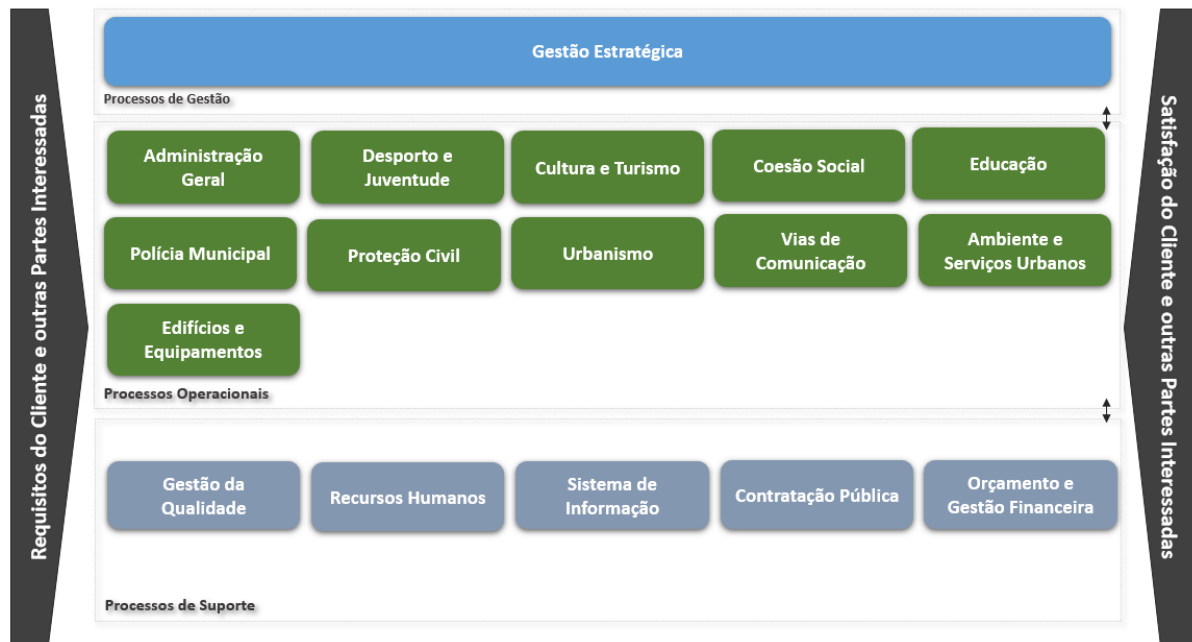 Requisitos do Cliente e outras Partes Interessadas
Gestão Estratégica
Processos de Gestão
Administração
Geral
Desporto e
Juventude
Cultura e Turismo
Coesão Social
Educação
Polícia Municipal
Proteção Civil
Urbanismo
Vias de
Comunicação
Ambiente e
Serviços Urbanos
Edifícios e
Equipamentos
Processos Operacionais
Gestão da
Qualidade
Recursos Humanos
Sistema de
Informação
Contratação Pública
Orçamento e
Gestão Financeira
Processos de Suporte
Satisfação do Cliente e outras Partes Interessadas